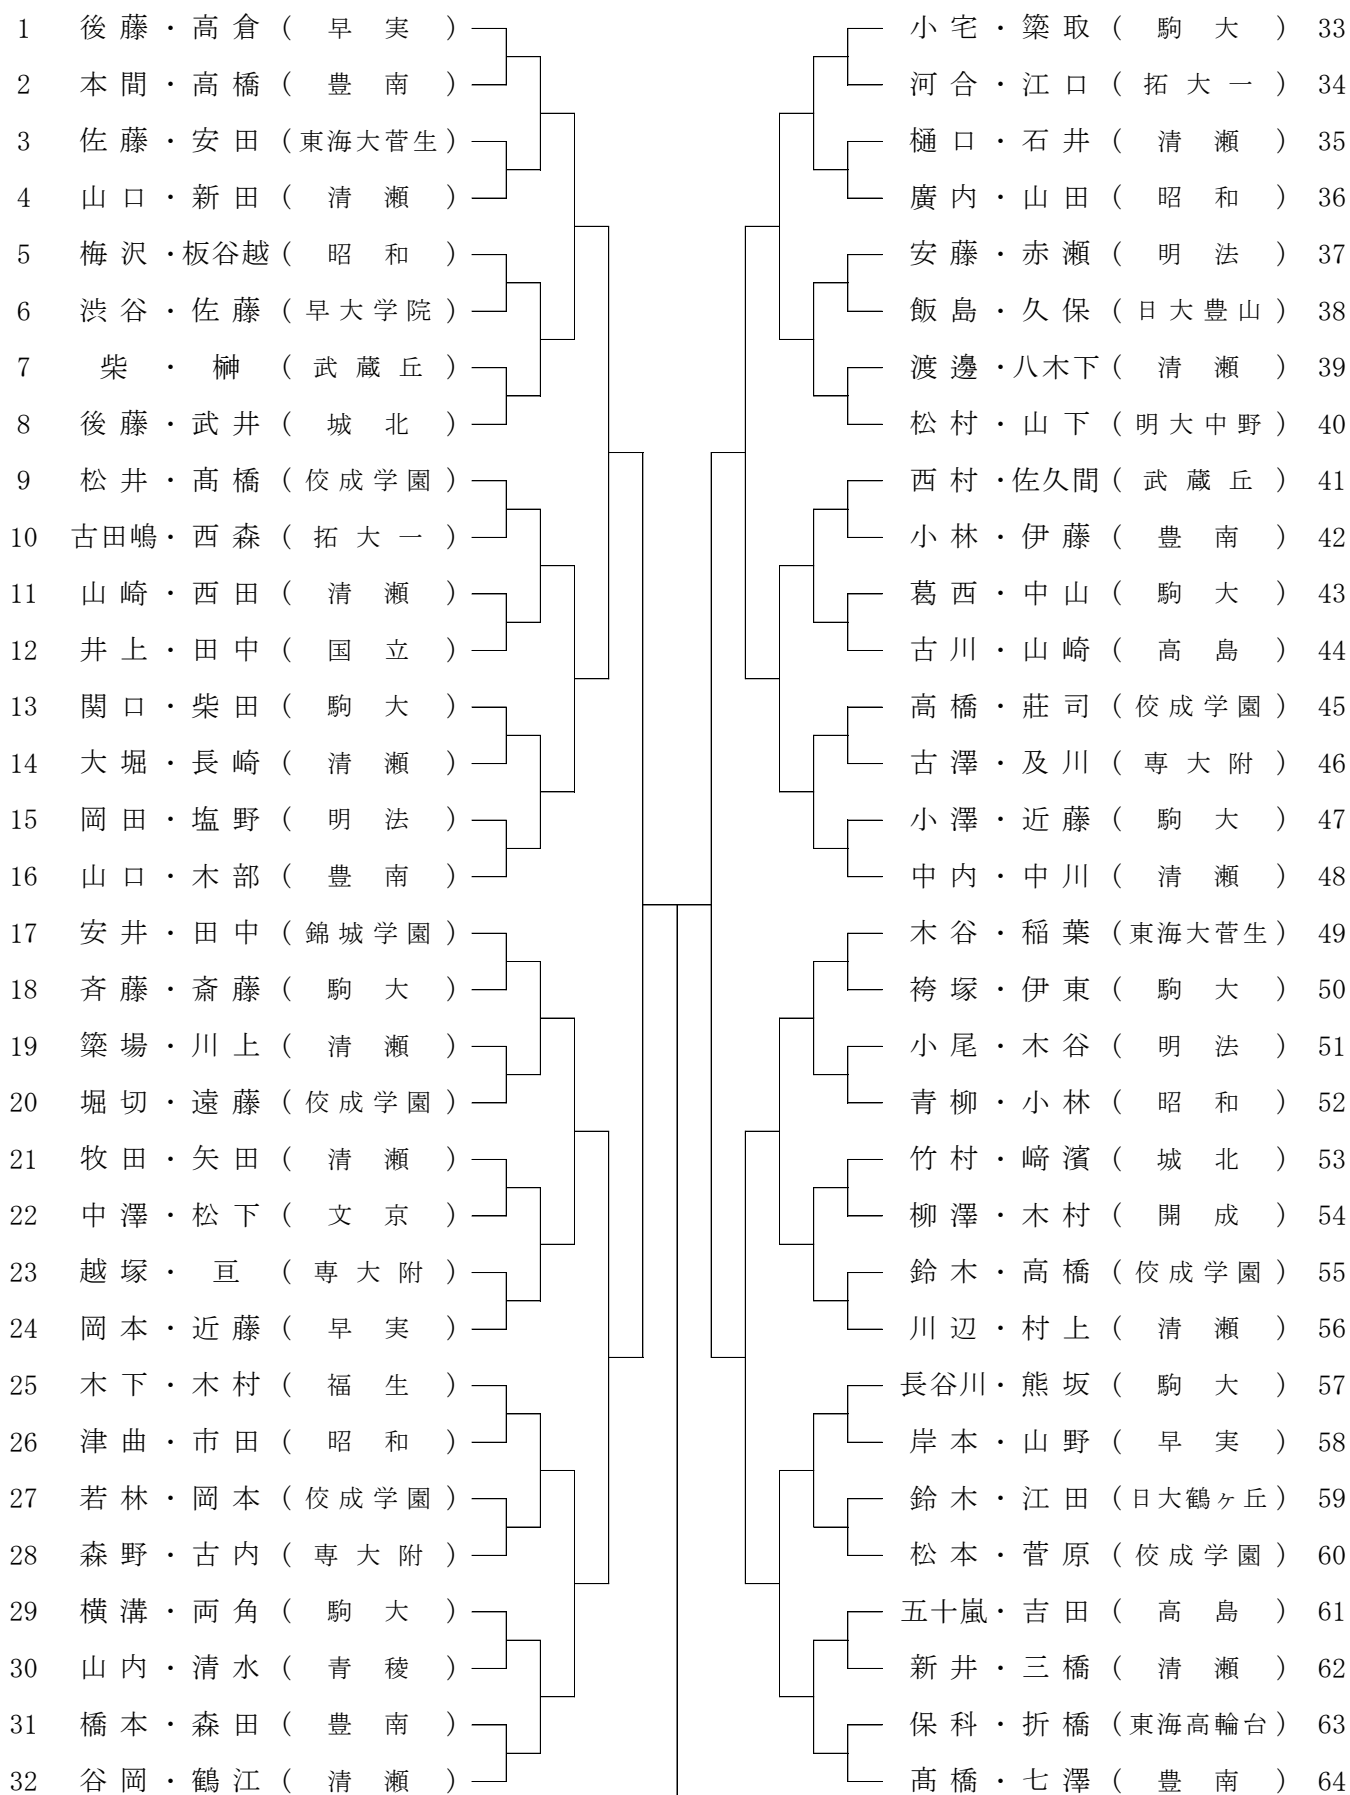 1 後藤・高倉（早実）
2 本間・高橋（豊南）
3 佐藤・安田（東海大菅生）
4 山口・新田（清瀬）
5 梅沢・板谷越（昭和）
6 渋谷・佐藤（早大学院）
7 柴・榊（武蔵丘）
8 後藤・武井（城北）
9 松井・髙橋（佼成学園）
10 古田嶋・西森（拓大一）
11 山崎・西田（清瀬）
12 井上・田中（国立）
13 関口・柴田（駒大）
14 大堀・長崎（清瀬）
15 岡田・塩野（明法）
16 山口・木部（豊南）
17 安井・田中（錦城学園）
18 斉藤・斎藤（駒大）
19 簗場・川上（清瀬）
20 堀切・遠藤（佼成学園）
21 牧田・矢田（清瀬）
22 中澤・松下（文京）
23 越塚・亘（専大附）
24 岡本・近藤（早実）
25 木下・木村（福生）
26 津曲・市田（昭和）
27 若林・岡本（佼成学園）
28 森野・古内（専大附）
29 横溝・両角（駒大）
30 山内・清水（青稜）
31 橋本・森田（豊南）
32 谷岡・鶴江（清瀬）
小宅・簗取（駒大） 33
河合・江口（拓大一） 34
樋口・石井（清瀬） 35
廣内・山田（昭和） 36
安藤・赤瀬（明法） 37
飯島・久保（日大豊山） 38
渡邊・八木下（清瀬） 39
松村・山下（明大中野） 40
西村・佐久間（武蔵丘） 41
小林・伊藤（豊南） 42
葛西・中山（駒大） 43
古川・山崎（高島） 44
高橋・莊司（佼成学園） 45
古澤・及川（専大附） 46
小澤・近藤（駒大） 47
中内・中川（清瀬） 48
木谷・稲葉（東海大菅生） 49
袴塚・伊東（駒大） 50
小尾・木谷（明法） 51
青柳・小林（昭和） 52
竹村・﨑濱（城北） 53
柳澤・木村（開成） 54
鈴木・高橋（佼成学園） 55
川辺・村上（清瀬） 56
長谷川・熊坂（駒大） 57
岸本・山野（早実） 58
鈴木・江田（日大鶴ヶ丘） 59
松本・菅原（佼成学園） 60
五十嵐・吉田（高島） 61
新井・三橋（清瀬） 62
保科・折橋（東海高輪台） 63
髙橋・七澤（豊南） 64